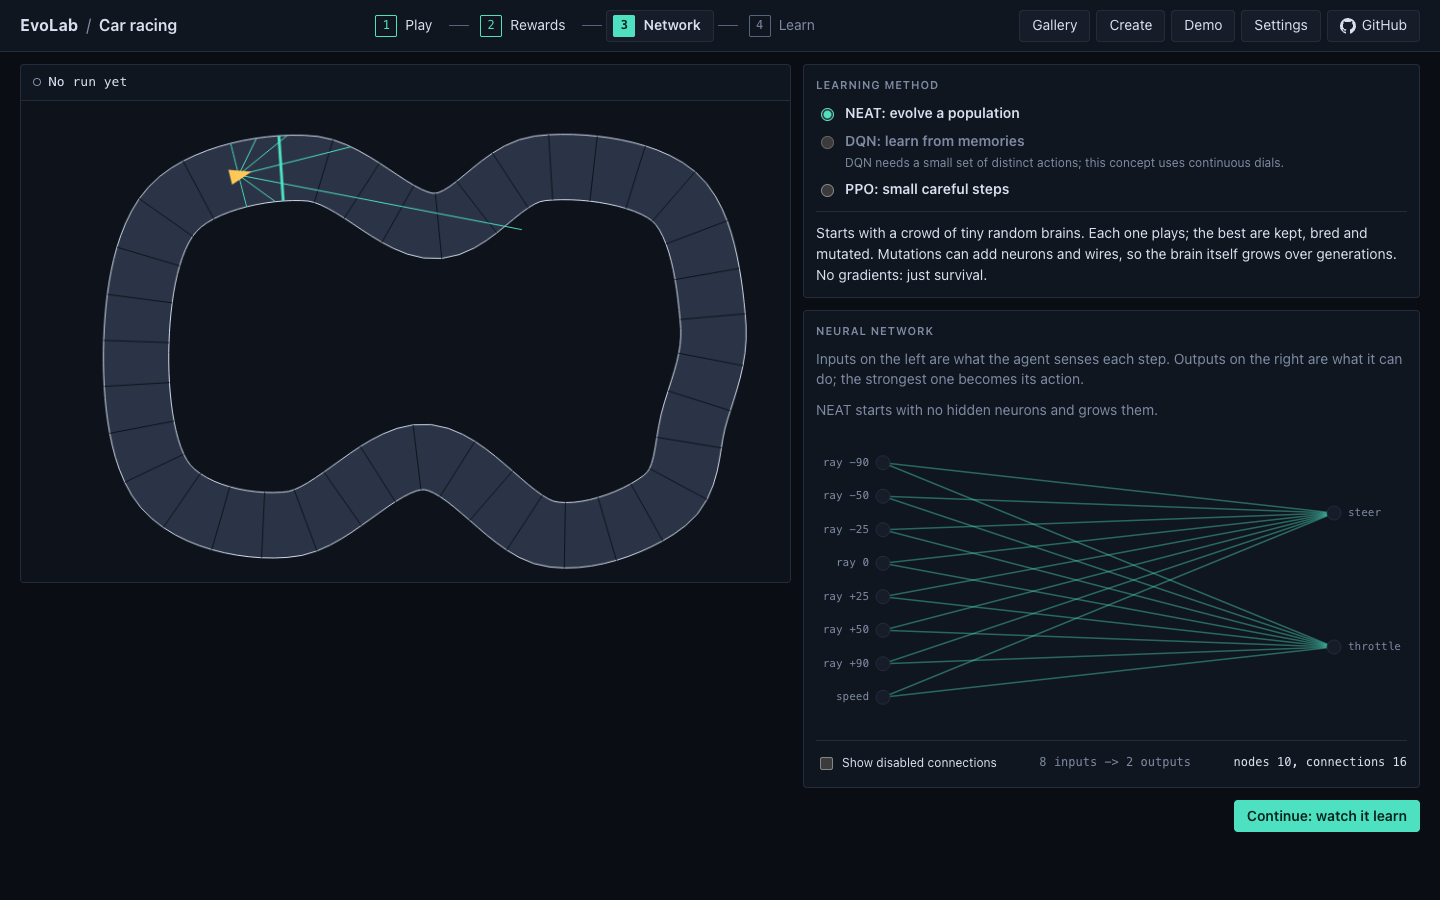 EvoLab / Car racing
1 Play
2 Rewards
3 Network
4 Learn
Gallery
Create
Demo
Settings
GitHub
No run yet
LEARNING METHOD
NEAT: evolve a population
DQN: learn from memories
DQN needs a small set of distinct actions; this concept uses continuous dials.
PPO: small careful steps
Starts with a crowd of tiny random brains. Each one plays; the best are kept, bred and
mutated. Mutations can add neurons and wires, so the brain itself grows over generations.
No gradients: just survival.
NEURAL NETWORK
Inputs on the left are what the agent senses each step. Outputs on the right are what it can
do; the strongest one becomes its action.
NEAT starts with no hidden neurons and grows them.
ray −90
ray −50
ray −25
ray 0
ray +25
ray +50
ray +90
speed
steer
throttle
Show disabled connections
8 inputs −> 2 outputs
nodes 10, connections 16
Continue: watch it learn